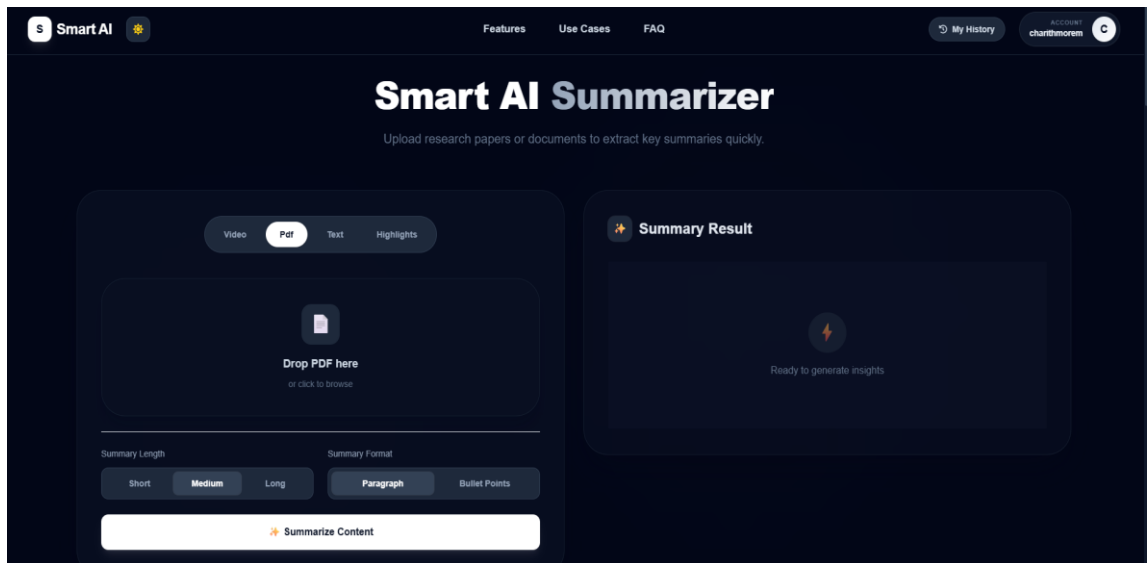 S Smart AI Features Use Cases FAQ My History ACCOUNT charithmorem C
Smart AI Summarizer
Upload research papers or documents to extract key summaries quickly.
Video Pdf Text Highlights
Drop PDF here
or click to browse
Summary Length
Short Medium Long
Summary Format
Paragraph Bullet Points
Summarize Content
Summary Result
Ready to generate insights